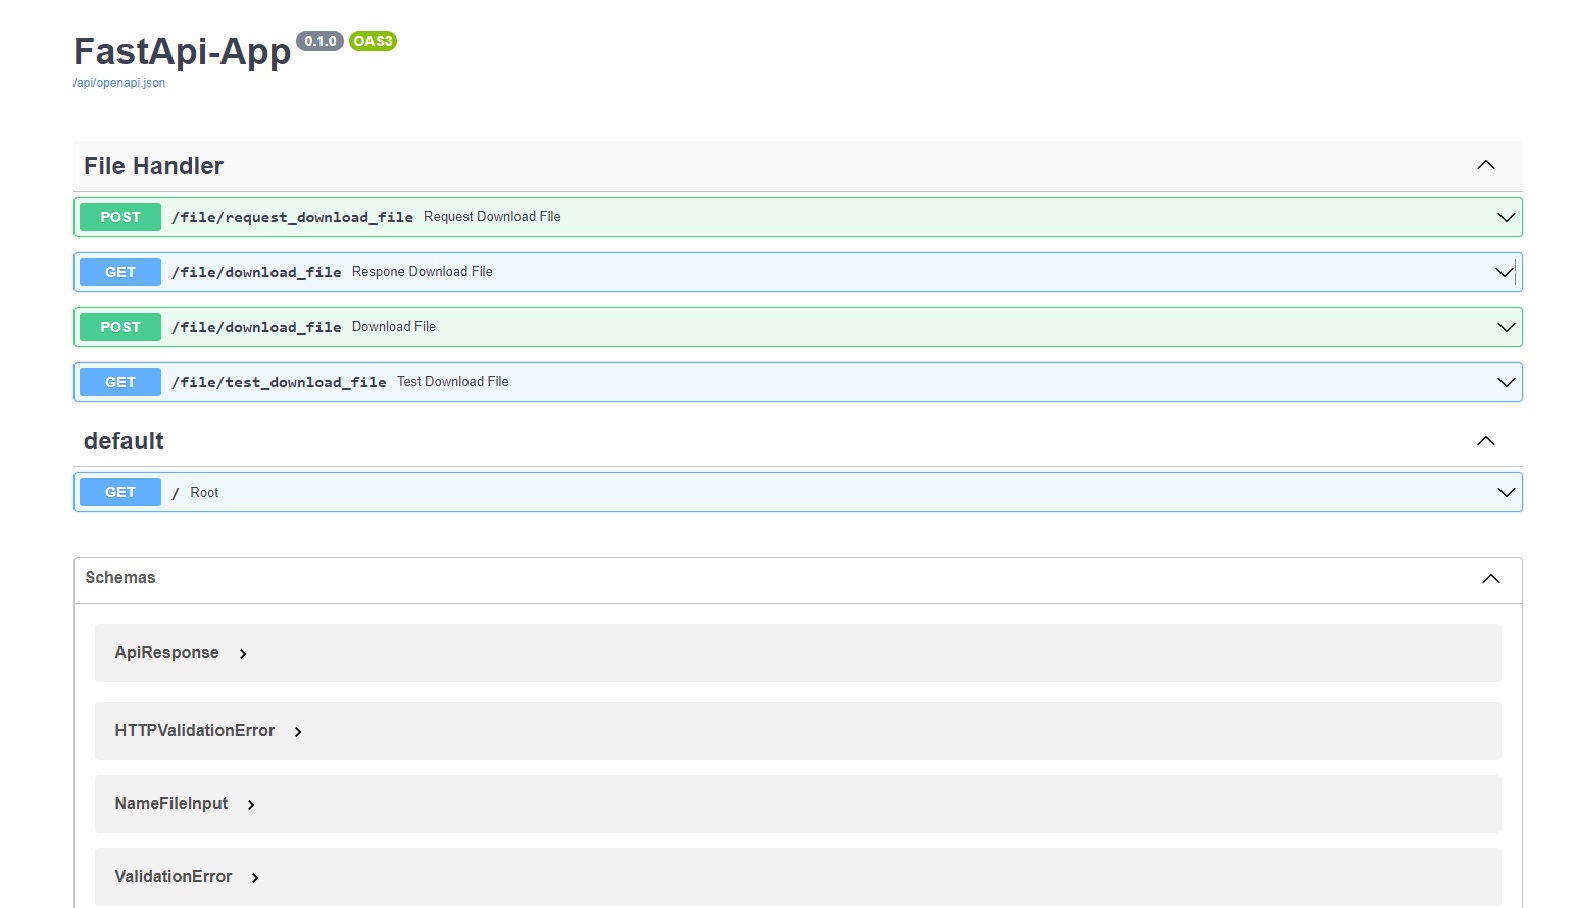 FastApi-App 0.1.0 OAS3
/api/openapi.json
File Handler
POST /file/request_download_file Request Download File
GET /file/download_file Respone Download File
POST /file/download_file Download File
GET /file/test_download_file Test Download File
default
GET / Root
Schemas
ApiResponse
HTTPValidationError
NameFileInput
ValidationError